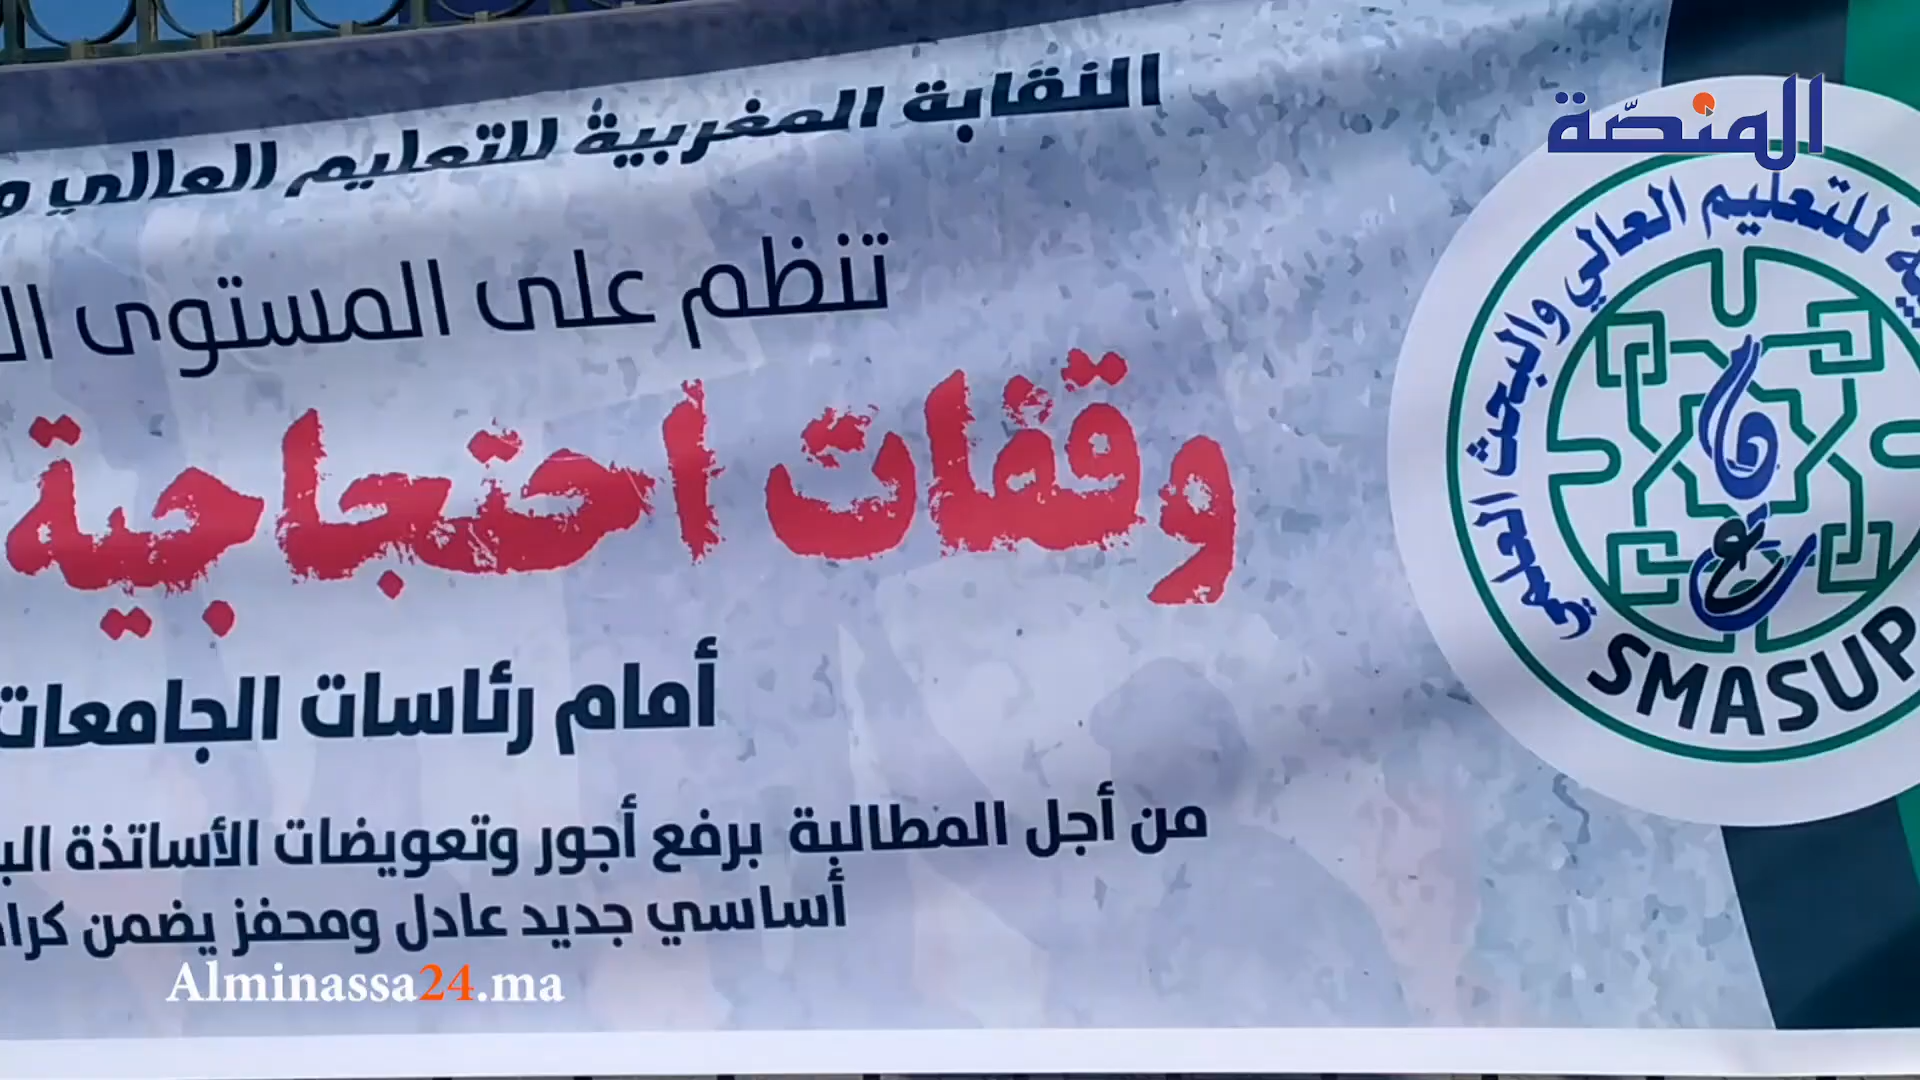 المنصّة
النقابة المغربية للتعليم العالي و
تنظم على المستوى
وقفات احتجاجية
أمام رئاسات الجامعات
من أجل المطالبة برفع أجور وتعويضات الأساتذة
أساسي جديد عادل ومحفز يضمن
للتعليم العالي والبحث العلمي
SMASUP
Alminassa24.ma